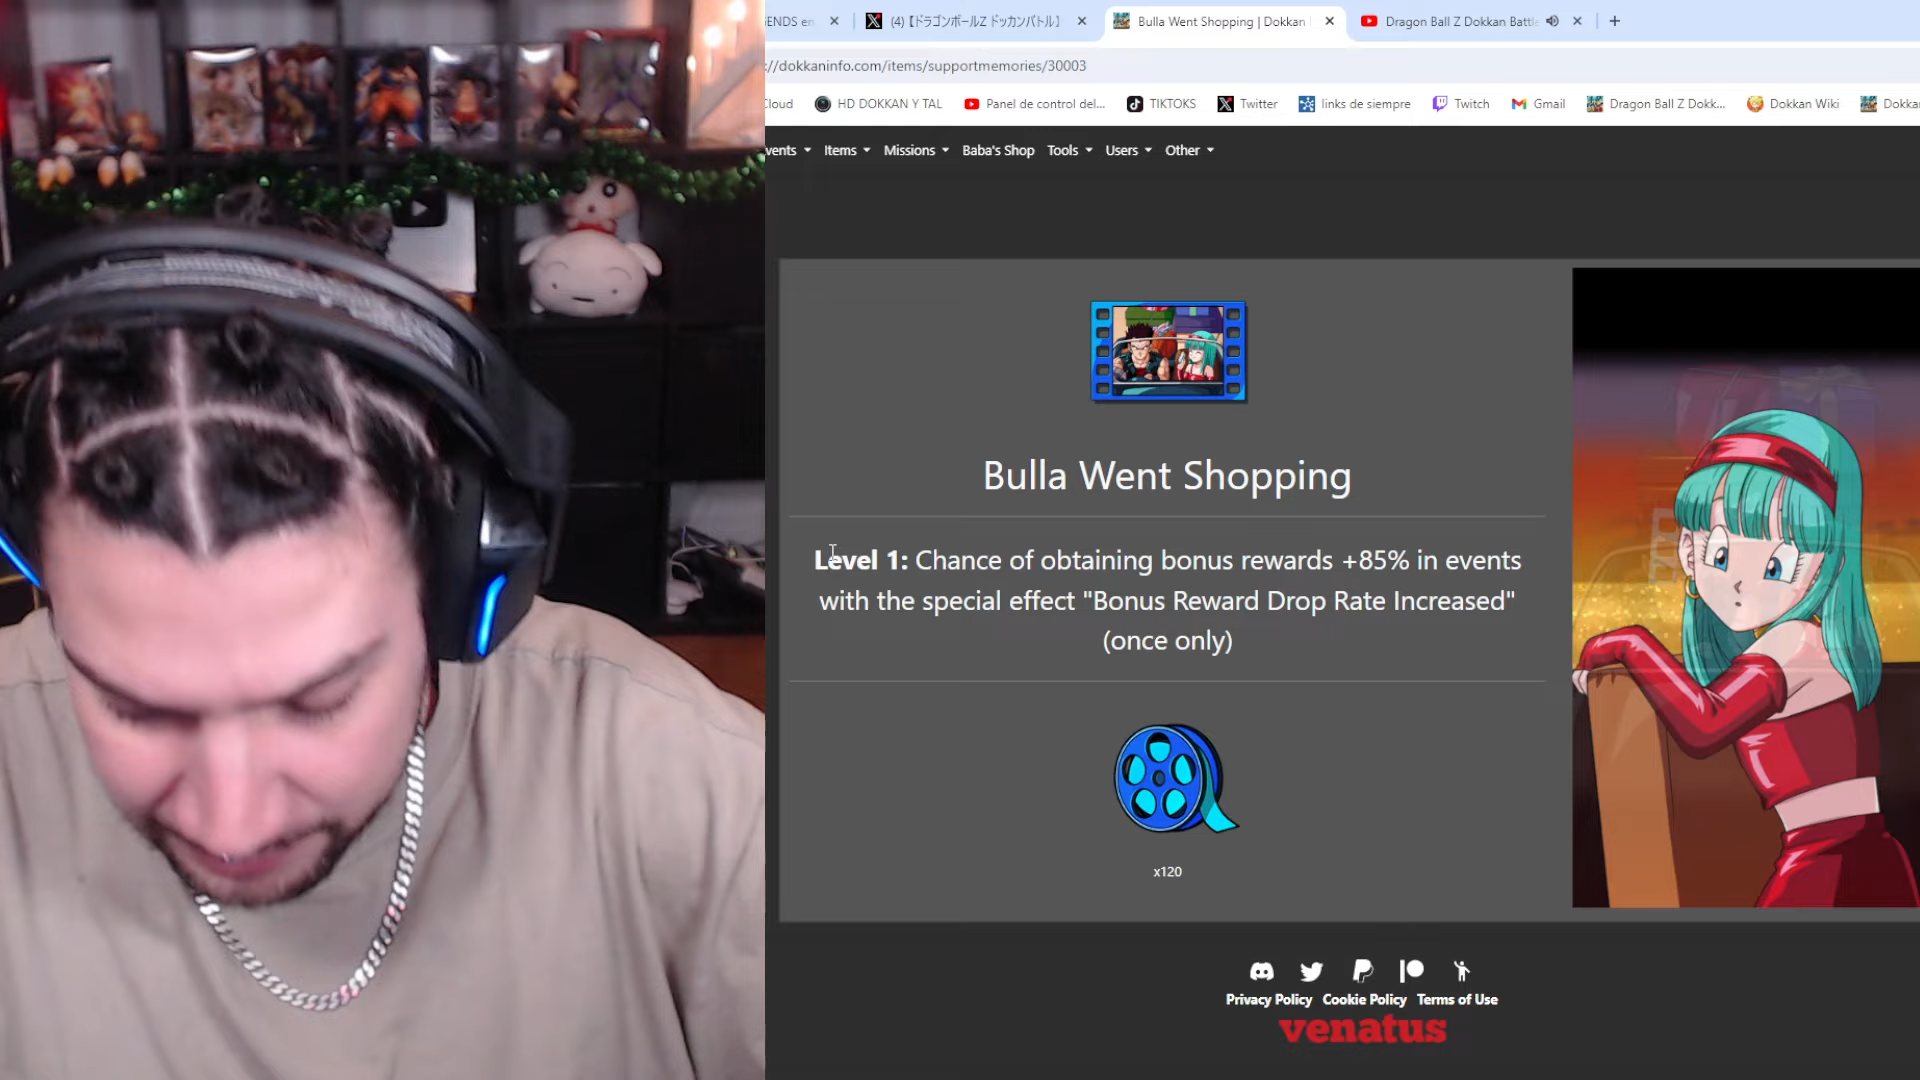 GENDS en
(4)【ドラゴンボールZ ドッカンバトル】
Bulla Went Shopping | Dokkan
Dragon Ball Z Dokkan Battle
://dokkaninfo.com/items/supportmemories/30003
Cloud
HD DOKKAN Y TAL
Panel de control del...
TIKTOKS
Twitter
links de siempre
Twitch
Gmail
Dragon Ball Z Dokk...
Dokkan Wiki
Dokkan
vents
Items
Missions
Baba's Shop
Tools
Users
Other
Bulla Went Shopping
Level 1: Chance of obtaining bonus rewards +85% in events
with the special effect "Bonus Reward Drop Rate Increased"
(once only)
x120
Privacy Policy Cookie Policy Terms of Use
venatus